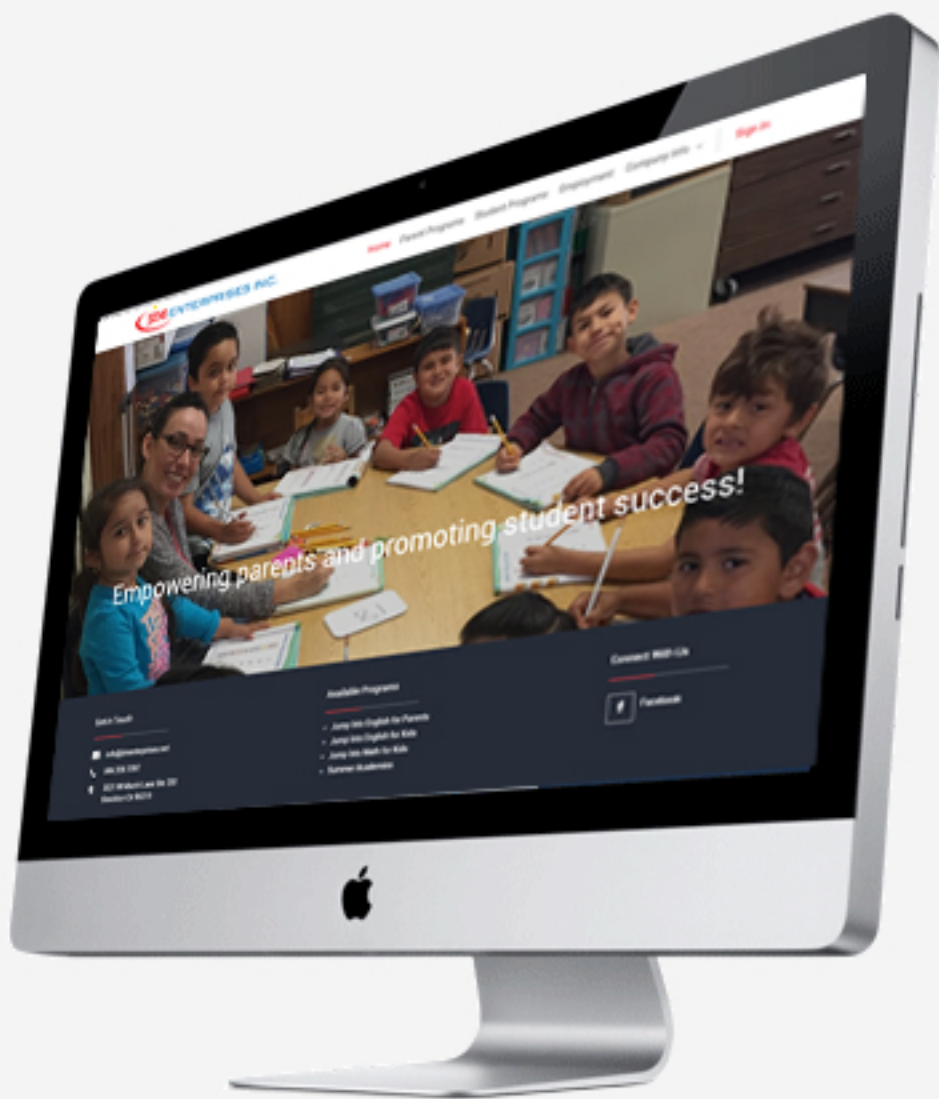 JIE ENTERPRISES INC.
Home Parent Programs Student Programs Employment Company Info Sign In
Empowering parents and promoting student success!
Get in Touch
Available Programs
Jump Into English for Parents
Jump Into English for Kids
Jump Into Math for Kids
Summer Academies
Connect With Us
Facebook